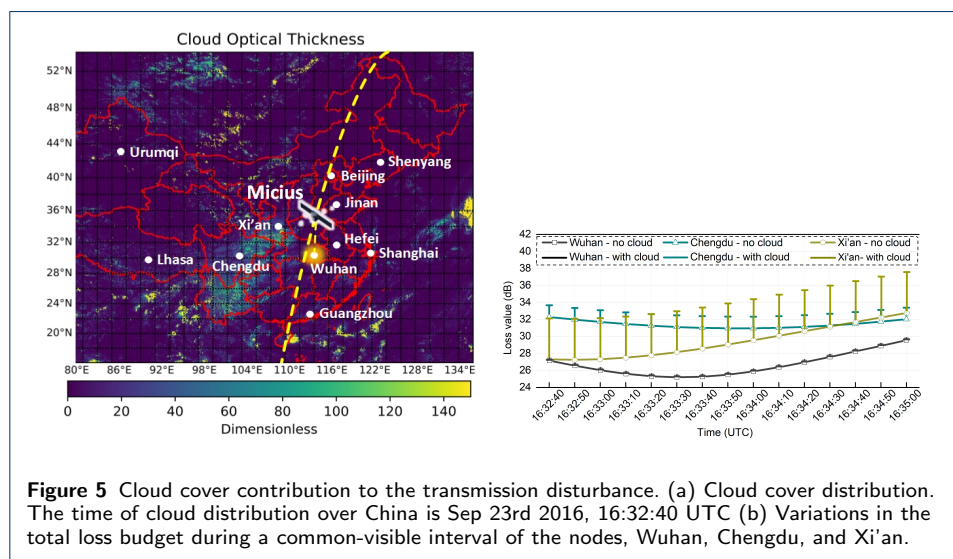 Cloud Optical Thickness
52°N
48°N
44°N
40°N
36°N
32°N
28°N
24°N
20°N
Urumqi
Shenyang
Beijing
Micius
Jinan
Xi'an
Hefei
Shanghai
Lhasa
Chengdu
Wuhan
Guangzhou
80°E 86°E 92°E 98°E 104°E 110°E 116°E 122°E 128°E 134°E
0 20 40 60 80 100 120 140
Dimensionless
42
40
38
36
34
32
30
28
26
24
Loss value (dB)
Wuhan - no cloud Chengdu - no cloud Xi'an - no cloud
Wuhan - with cloud Chengdu - with cloud Xi'an- with cloud
16:32:40 16:32:50 16:33:00 16:33:10 16:33:20 16:33:30 16:33:40 16:33:50 16:34:00 16:34:10 16:34:20 16:34:30 16:34:40 16:34:50 16:35:00
Time (UTC)
Figure 5 Cloud cover contribution to the transmission disturbance. (a) Cloud cover distribution.
The time of cloud distribution over China is Sep 23rd 2016, 16:32:40 UTC (b) Variations in the
total loss budget during a common-visible interval of the nodes, Wuhan, Chengdu, and Xi'an.